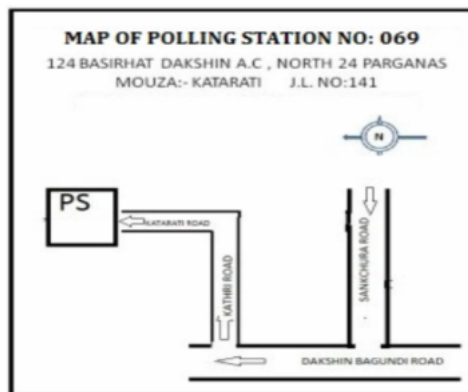 MAP OF POLLING STATION NO: 069
124 BASIRHAT DAKSHIN A.C , NORTH 24 PARGANAS
MOUZA:- KATARATI J.L. NO:141
N
PS
KATARATI ROAD
KATHRI ROAD
SANKCHURA ROAD
DAKSHIN BAGUNDI ROAD